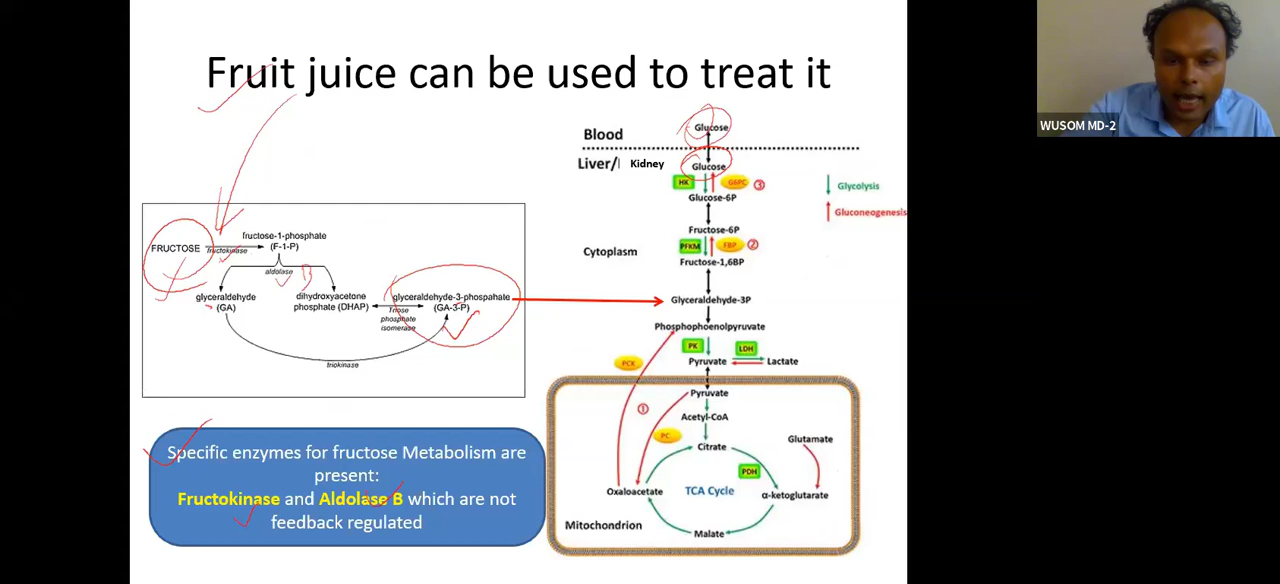 Fruit juice can be used to treat it
WUSOM MD-2
Blood
Glucose
Liver/
Kidney
Glucose
HK
G6PC
③
Glycolysis
Glucose-6P
Gluconeogenesis
Fructose-6P
PFKM
FBP
②
Cytoplasm
Fructose-1,6BP
Glyceraldehyde-3P
Phosphophoenolpyruvate
PK
LDH
PCK
Pyruvate
Lactate
Pyruvate
①
Acetyl-CoA
PC
Citrate
Glutamate
PDH
Oxaloacetate
TCA Cycle
α-ketoglutarate
Mitochondrion
Malate
fructose-1-phosphate
FRUCTOSE
(F-1-P)
fructokinase
aldolase B
glyceraldehyde
(GA)
dihydroxyacetone
phosphate (DHAP)
glyceraldehyde-3-phospahate
(GA-3-P)
Triose
phosphate
isomerase
triokinase
Specific enzymes for fructose Metabolism are
present:
Fructokinase and Aldolase B which are not
feedback regulated